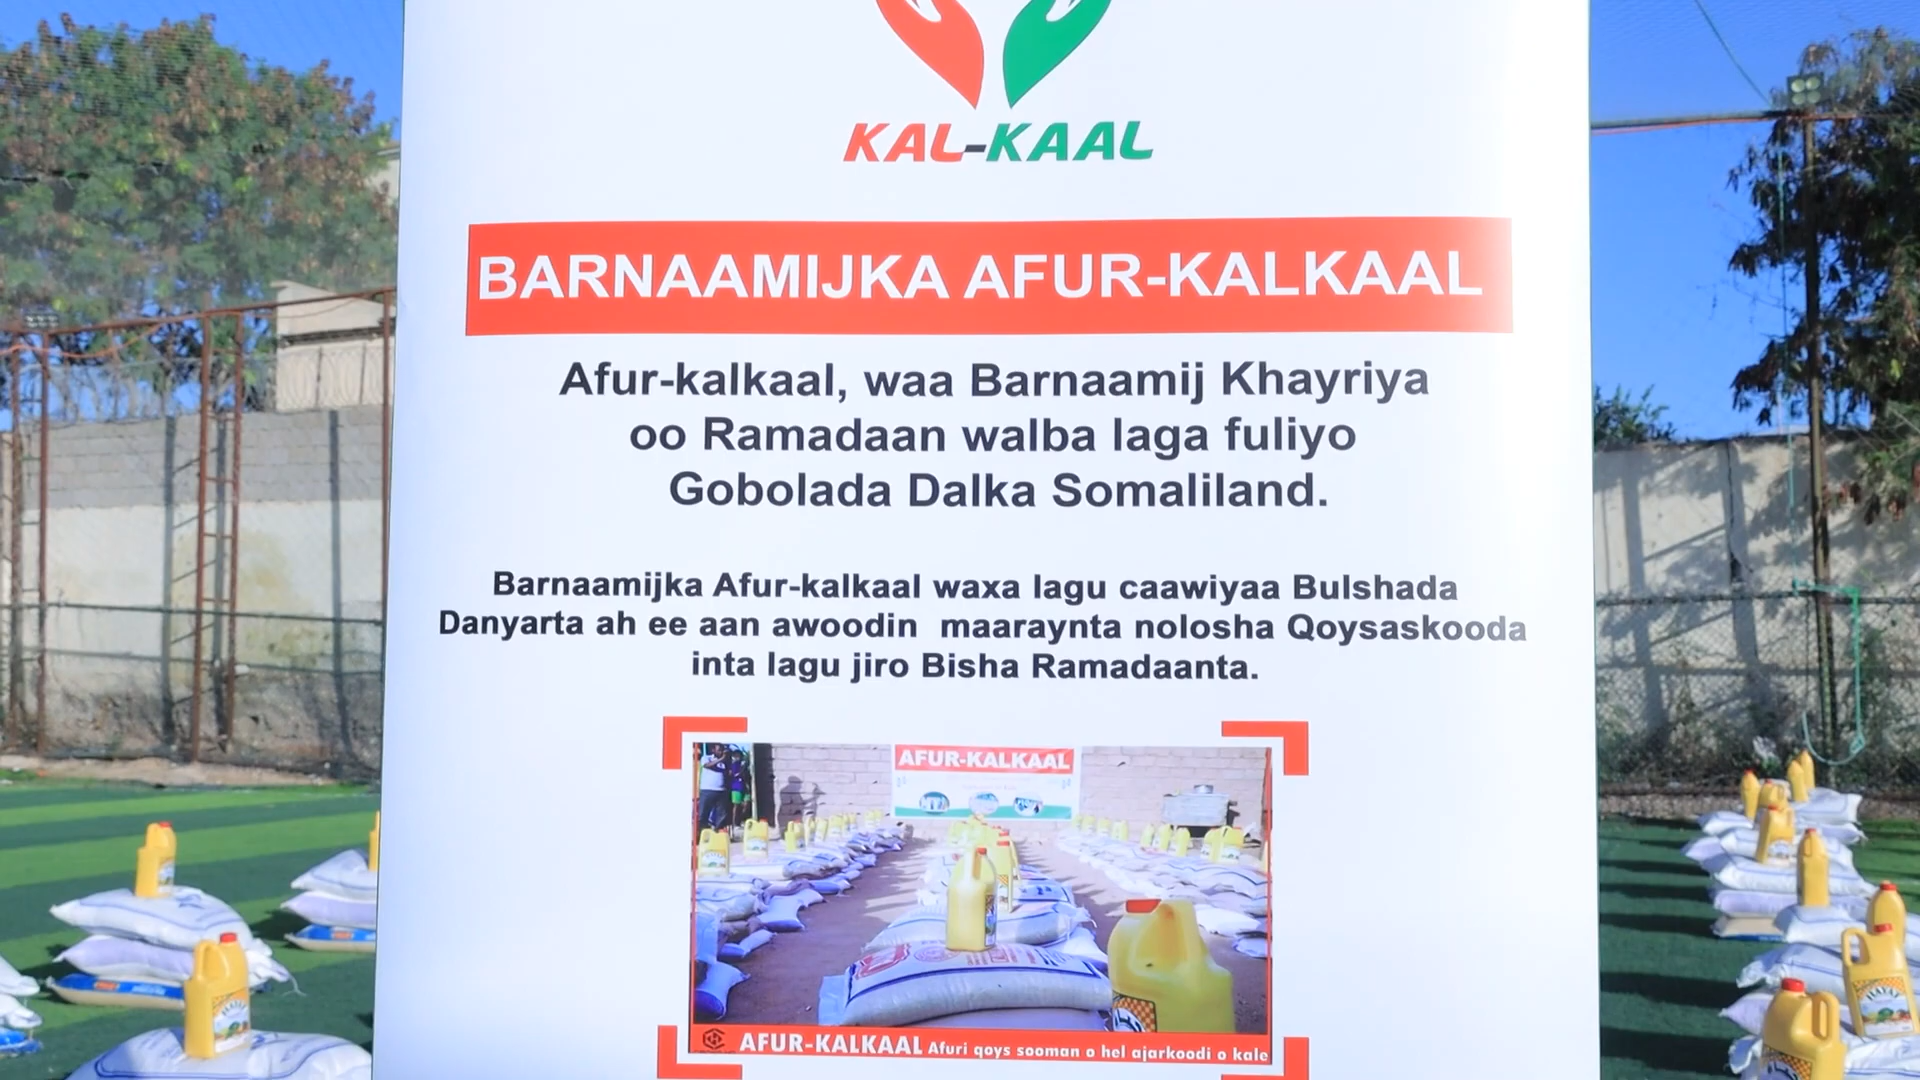 KAL-KAAL
BARNAAMIJKA AFUR-KALKAAL
Afur-kalkaal, waa Barnaamij Khayriya
oo Ramadaan walba laga fuliyo
Gobolada Dalka Somaliland.
Barnaamijka Afur-kalkaal waxa lagu caawiyaa Bulshada
Danyarta ah ee aan awoodin maaraynta nolosha Qoysaskooda
inta lagu jiro Bisha Ramadaanta.
AFUR-KALKAAL
AFUR-KALKAAL Afuri qoys sooman o hel ajarkoodi o kale
HAYAT
HAYAT